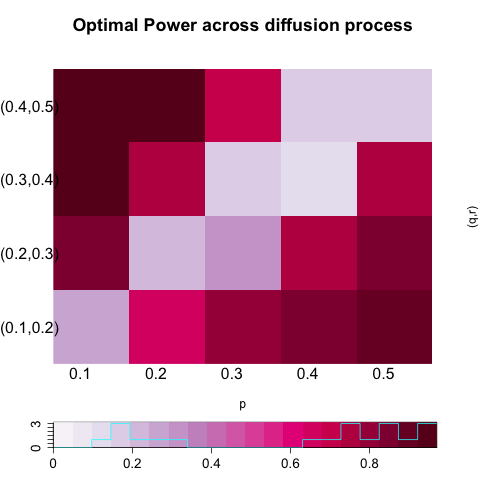 Optimal Power across diffusion process
(0.4,0.5)
(0.3,0.4)
(0.2,0.3)
(0.1,0.2)
(r,b)
0.1 0.2 0.3 0.4 0.5
p
3
0
0 0.2 0.4 0.6 0.8